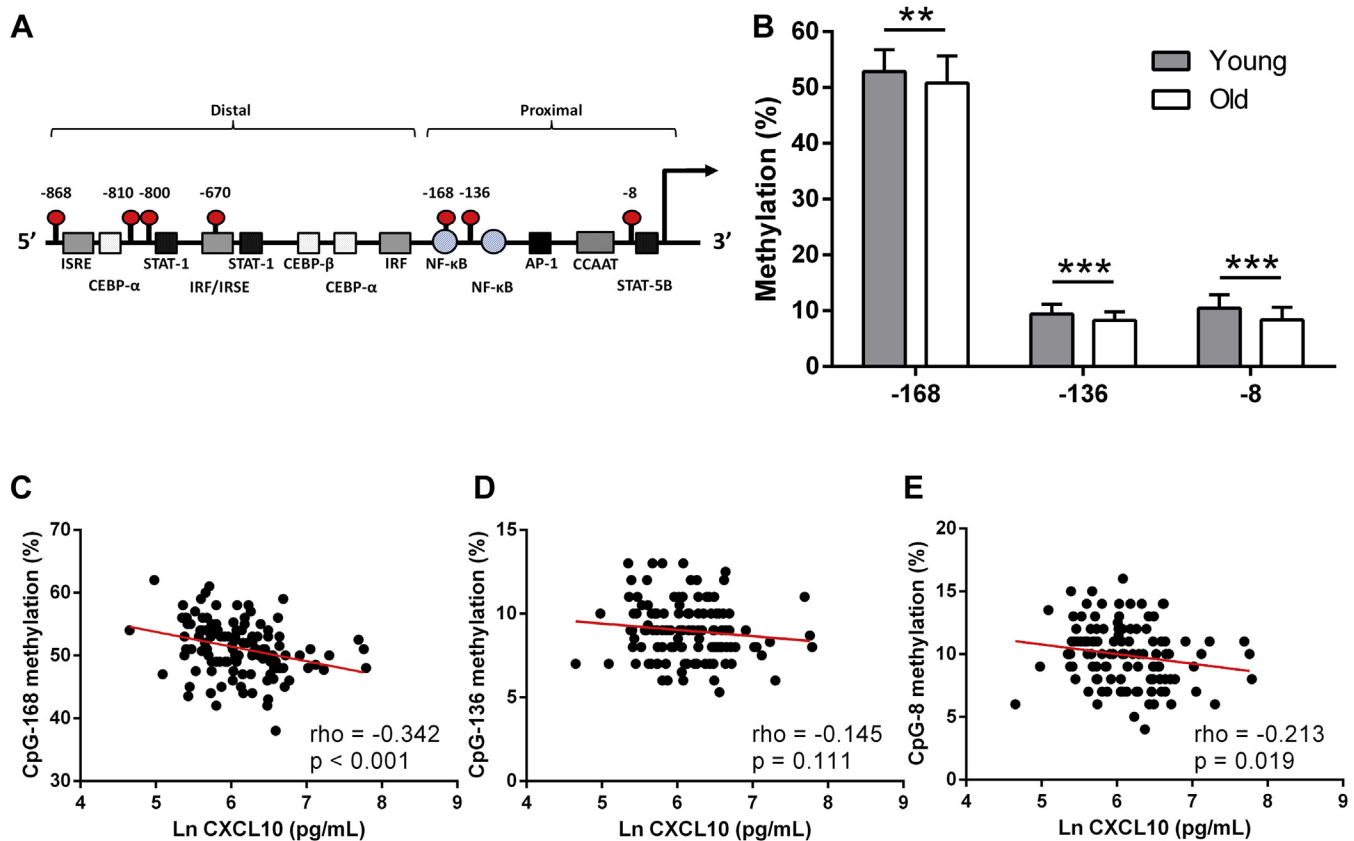 A
Distal
Proximal
-868
-810
-800
-670
-168
-136
-8
5’
3’
ISRE
STAT-1
STAT-1
CEBP-β
IRF
NF-κB
AP-1
CCAAT
CEBP-α
IRF/IRSE
CEBP-α
NF-κB
STAT-5B
B
Methylation (%)
60
50
40
30
20
10
0
**
***
***
Young
Old
-168
-136
-8
C
CpG-168 methylation (%)
70
60
50
40
30
rho = -0.342
p < 0.001
4 5 6 7 8 9
Ln CXCL10 (pg/mL)
D
CpG-136 methylation (%)
15
10
5
0
rho = -0.145
p = 0.111
4 5 6 7 8 9
Ln CXCL10 (pg/mL)
E
CpG-8 methylation (%)
20
15
10
5
0
rho = -0.213
p = 0.019
4 5 6 7 8 9
Ln CXCL10 (pg/mL)